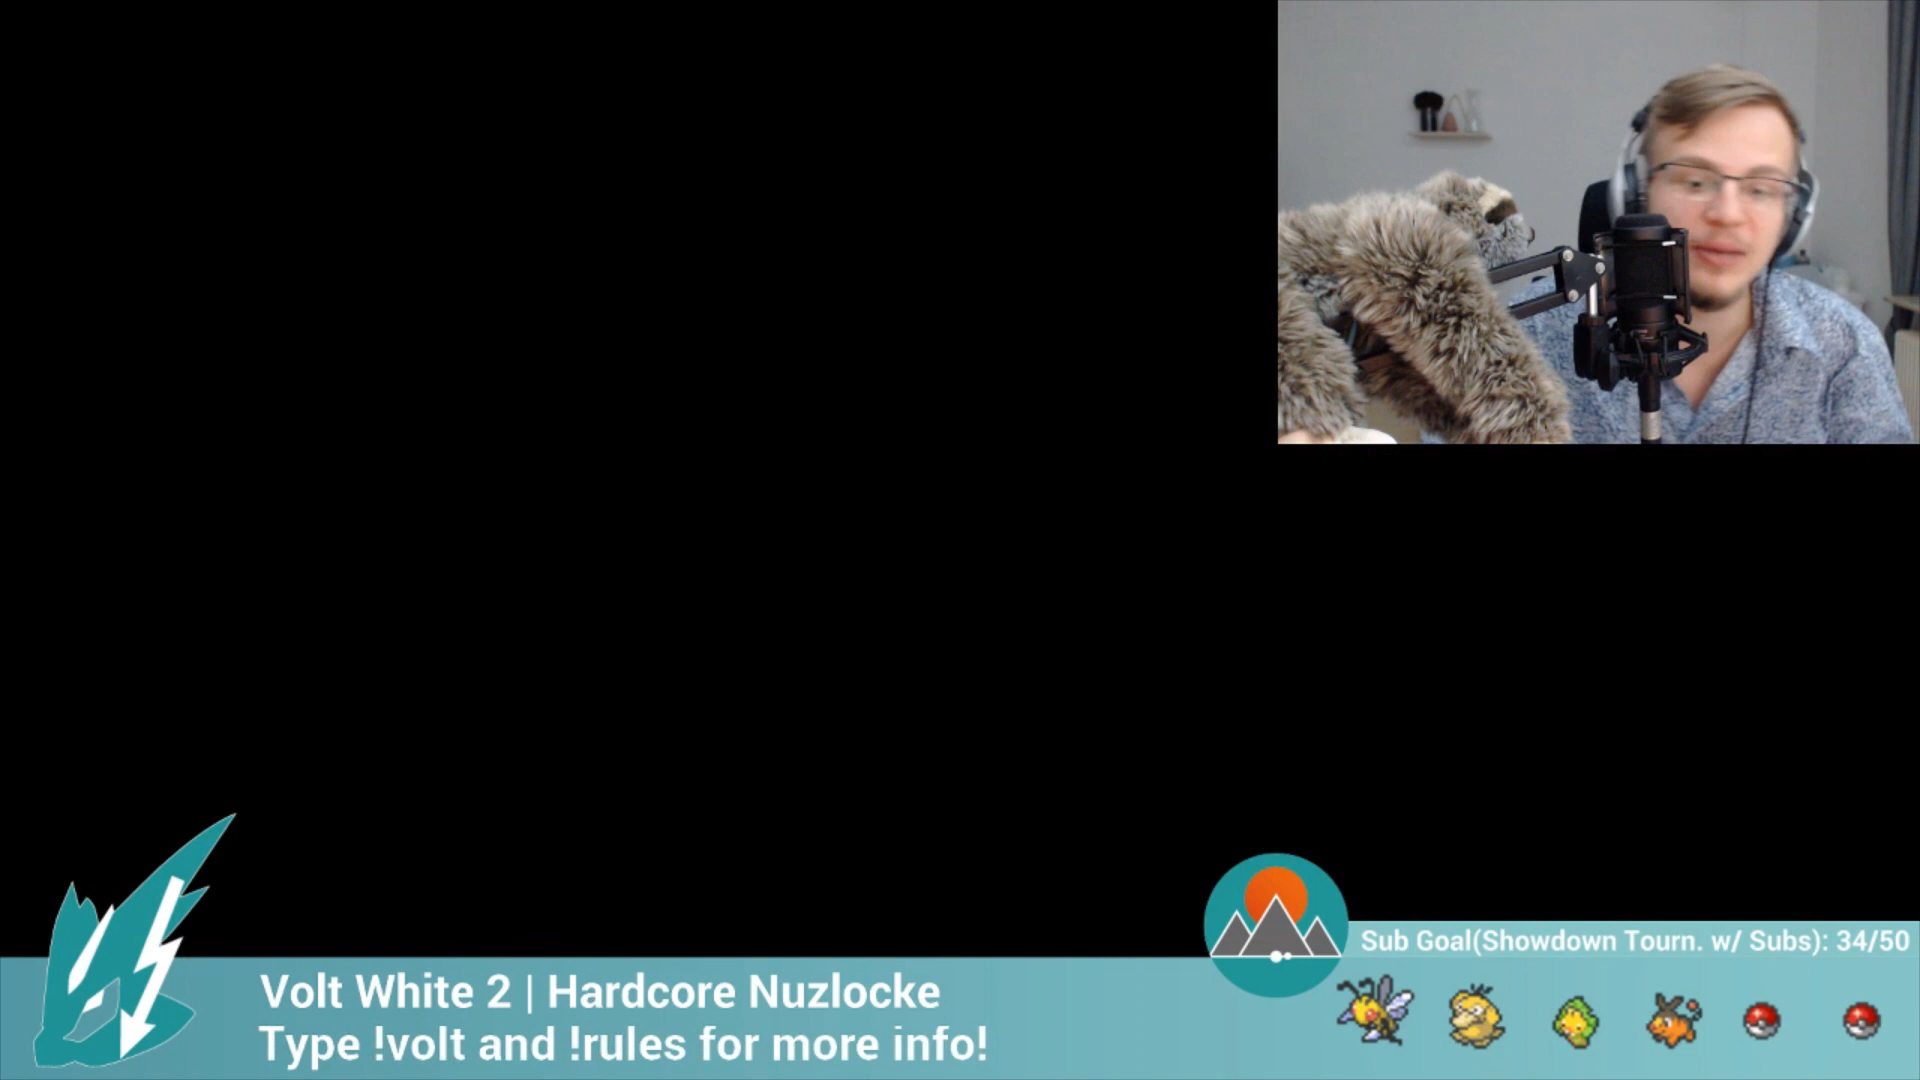 Sub Goal(Showdown Tourn. w/ Subs): 34/50
Volt White 2 | Hardcore Nuzlocke
Type !volt and !rules for more info!